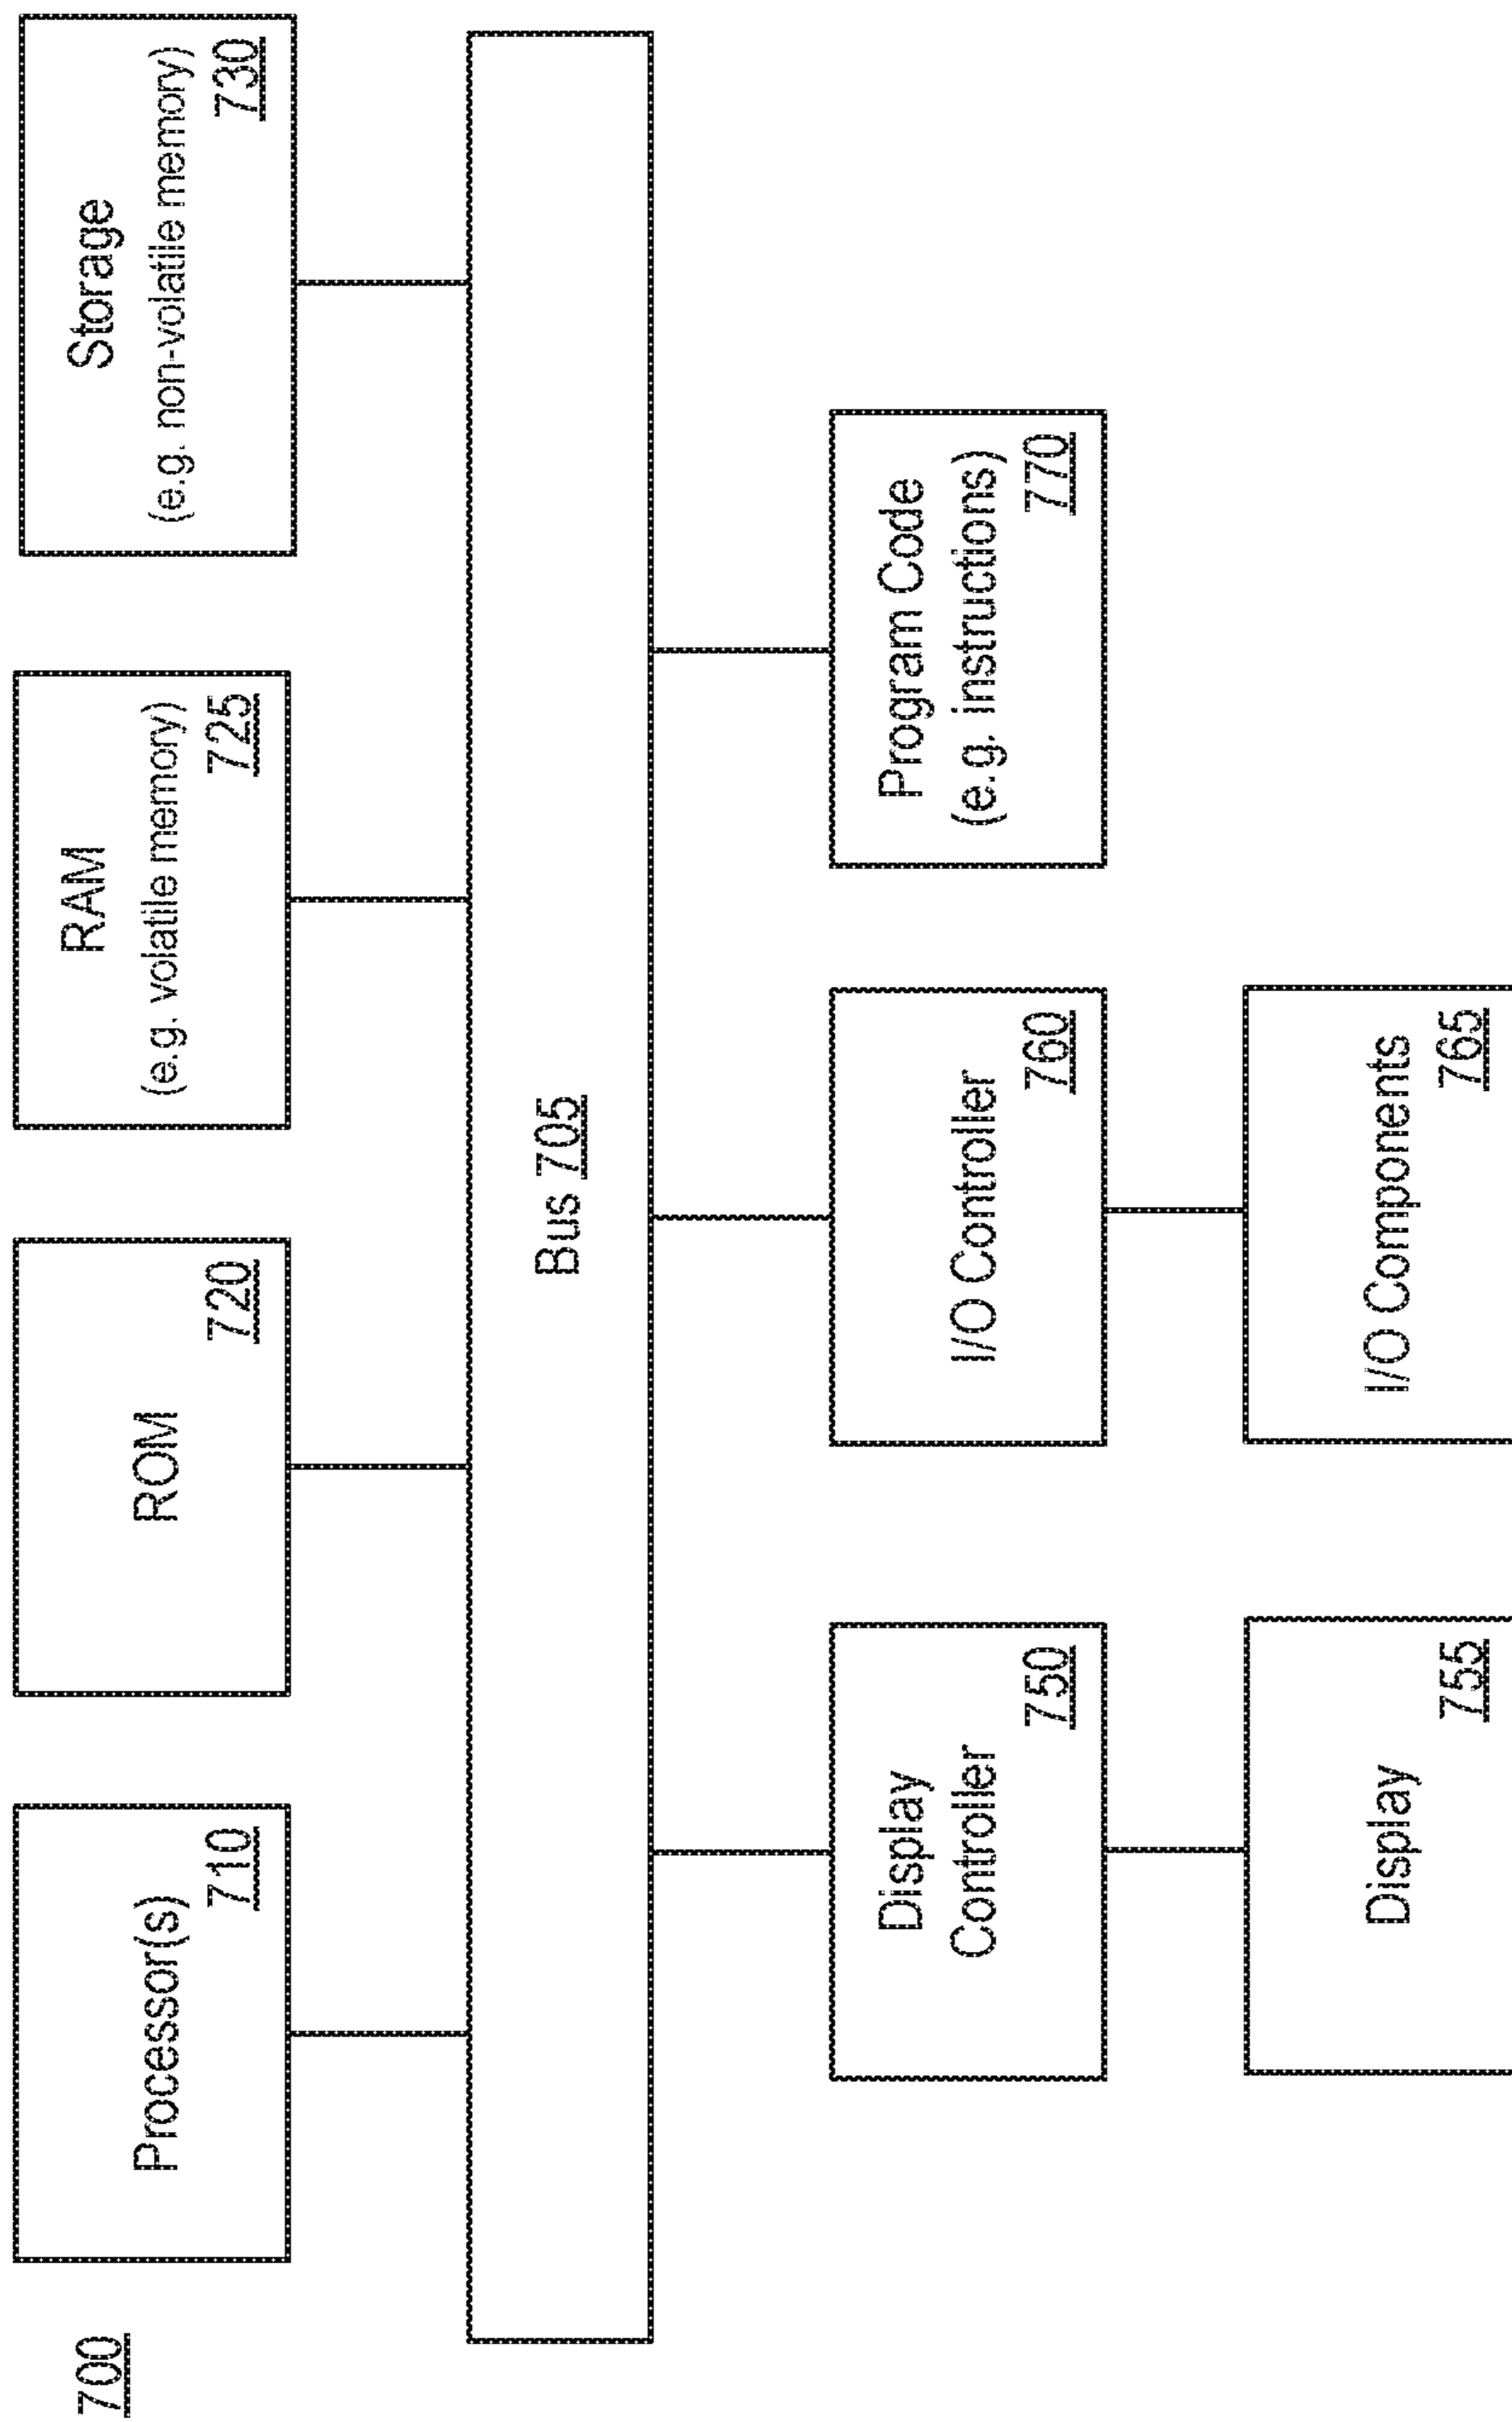 700
Processor(s)
710
ROM
720
RAM
(e.g. volatile memory)
725
Storage
(e.g. non-volatile memory)
730
Bus 705
Display
Controller
750
I/O Controller
760
Program Code
(e.g. instructions)
770
Display
755
I/O Components
765